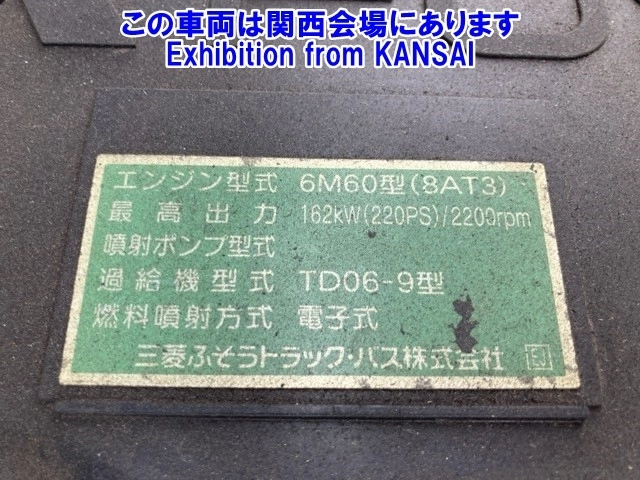 この車両は関西会場にあります
Exhibition from KANSAI
エンジン型式 6M60型(8AT3)
最高出力 162kW(220PS)/2200rpm
噴射ポンプ型式
過給機型式 TD06-9型
燃料噴射方式 電子式
三菱ふそうトラック・バス株式会社 EJ